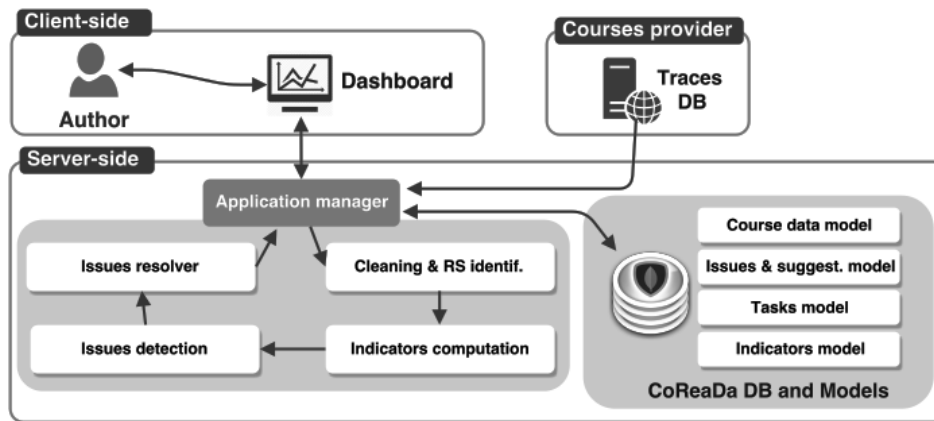 Client-side
Courses provider
Dashboard
Author
Traces
DB
Server-side
Application manager
Issues resolver
Cleaning & RS identif.
Issues detection
Indicators computation
Course data model
Issues & suggest. model
Tasks model
Indicators model
CoReaDa DB and Models